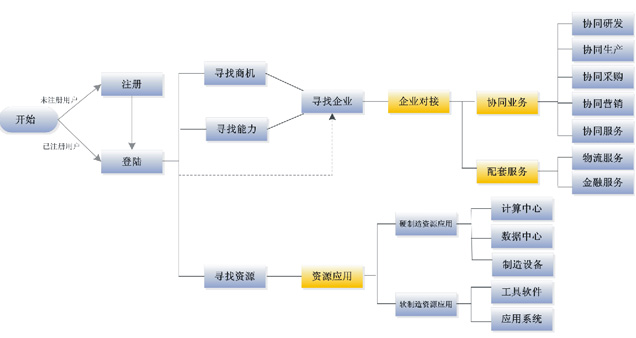 开始
未注册用户
已注册用户
注册
登陆
寻找商机
寻找能力
寻找资源
寻找企业
企业对接
协同业务
配套服务
协同研发
协同生产
协同采购
协同营销
协同服务
物流服务
金融服务
资源应用
硬制造资源应用
软制造资源应用
计算中心
数据中心
制造设备
工具软件
应用系统